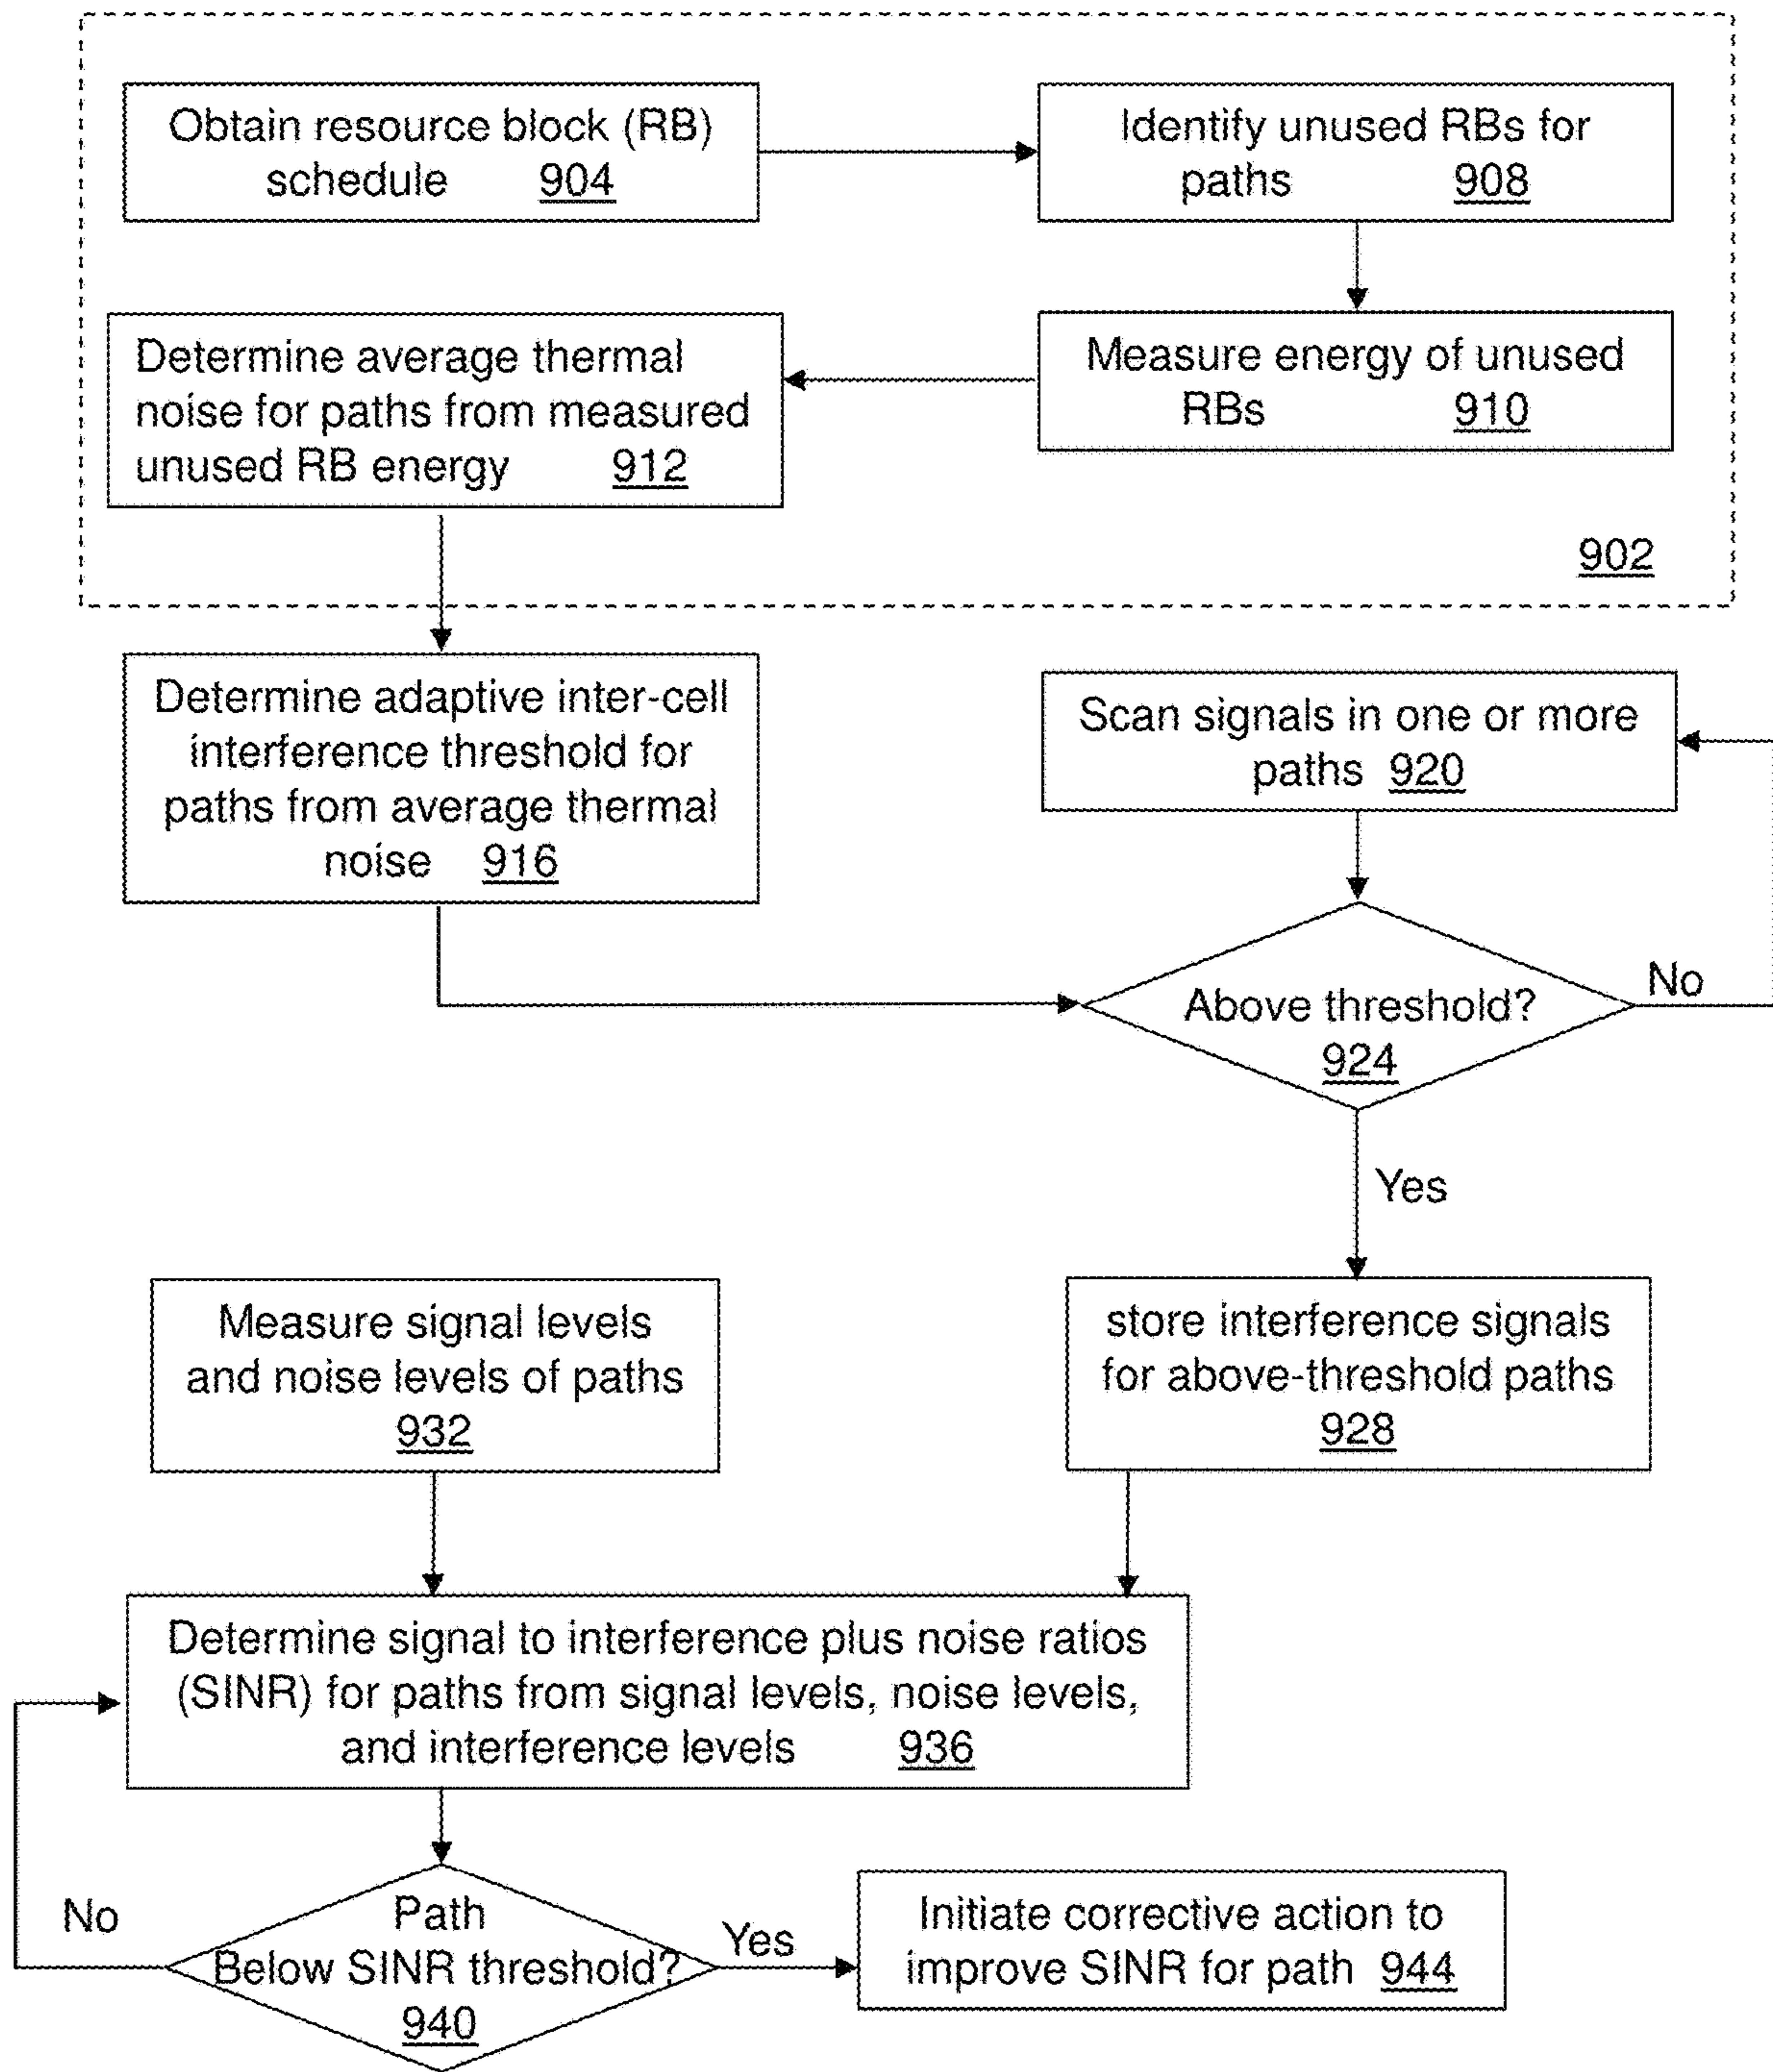 Obtain resource block (RB)
schedule 904
Identify unused RBs for
paths 908
Determine average thermal
noise for paths from measured
unused RB energy 912
Measure energy of unused
RBs 910
902
Determine adaptive inter-cell
interference threshold for
paths from average thermal
noise 916
Scan signals in one or more
paths 920
Above threshold?
924
No
Yes
Measure signal levels
and noise levels of paths
932
store interference signals
for above-threshold paths
928
Determine signal to interference plus noise ratios
(SINR) for paths from signal levels, noise levels,
and interference levels 936
No
Path
Below SINR threshold?
940
Yes
Initiate corrective action to
improve SINR for path 944